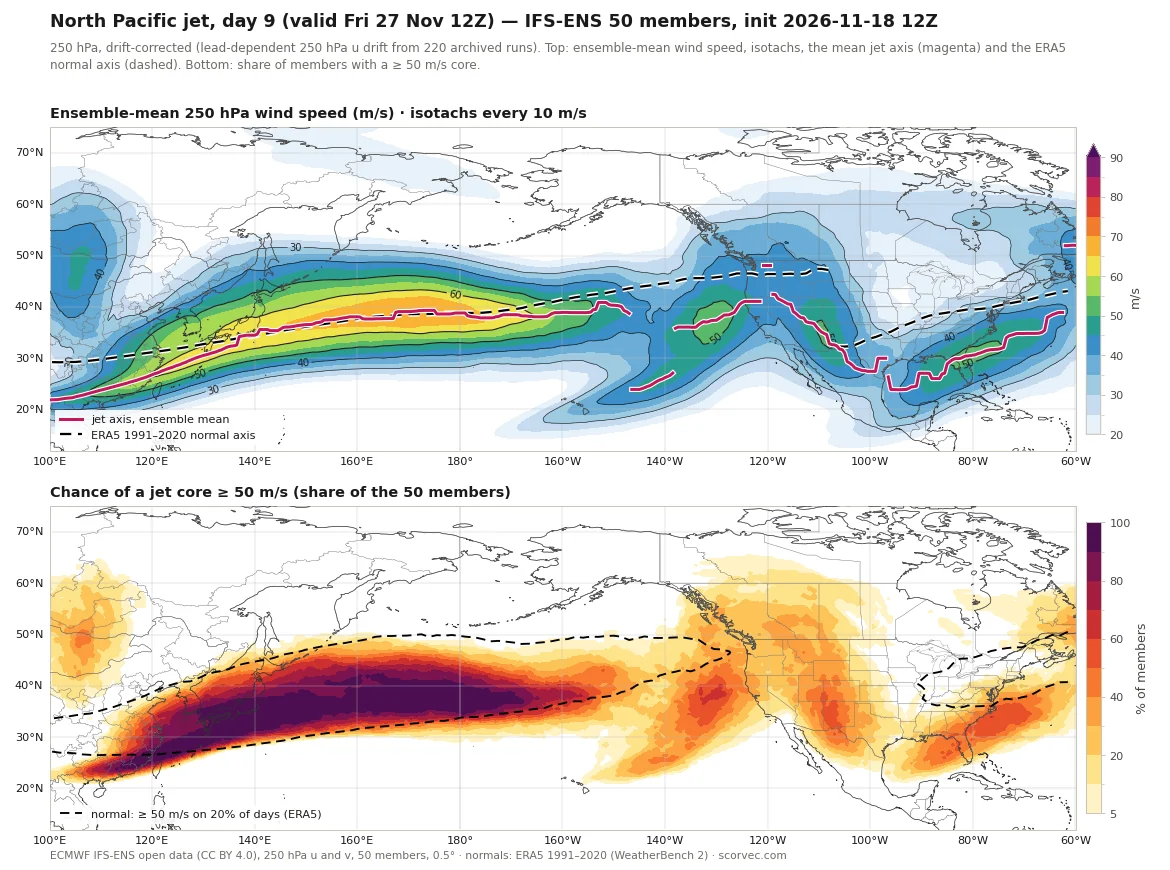 North Pacific jet, day 9 (valid Fri 27 Nov 12Z) — IFS-ENS 50 members, init 2026-11-18 12Z
250 hPa, drift-corrected (lead-dependent 250 hPa u drift from 220 archived runs). Top: ensemble-mean wind speed, isotachs, the mean jet axis (magenta) and the ERA5
normal axis (dashed). Bottom: share of members with a ≥ 50 m/s core.
Ensemble-mean 250 hPa wind speed (m/s) · isotachs every 10 m/s
70°N
60°N
50°N
40°N
30°N
20°N
30
40
60
50
40
30
50
40
50
40
jet axis, ensemble mean
ERA5 1991–2020 normal axis
100°E 120°E 140°E 160°E 180° 160°W 140°W 120°W 100°W 80°W 60°W
90
80
70
60
50
40
30
20
m/s
Chance of a jet core ≥ 50 m/s (share of the 50 members)
70°N
60°N
50°N
40°N
30°N
20°N
normal: ≥ 50 m/s on 20% of days (ERA5)
100°E 120°E 140°E 160°E 180° 160°W 140°W 120°W 100°W 80°W 60°W
100
80
60
40
20
5
% of members
ECMWF IFS-ENS open data (CC BY 4.0), 250 hPa u and v, 50 members, 0.5° · normals: ERA5 1991–2020 (WeatherBench 2) · scorvec.com